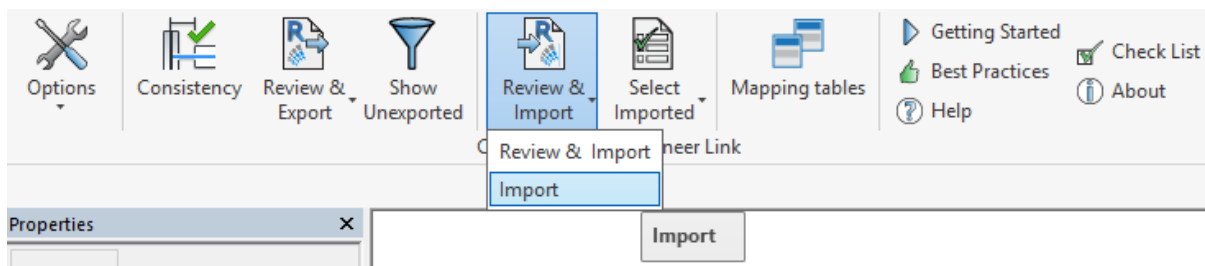 Options
Consistency
Review &
Export
Show
Unexported
Review &
Import
Select
Imported
Mapping tables
Getting Started
Best Practices
Help
Check List
About
C
neer Link
Review & Import
Import
Properties
Import